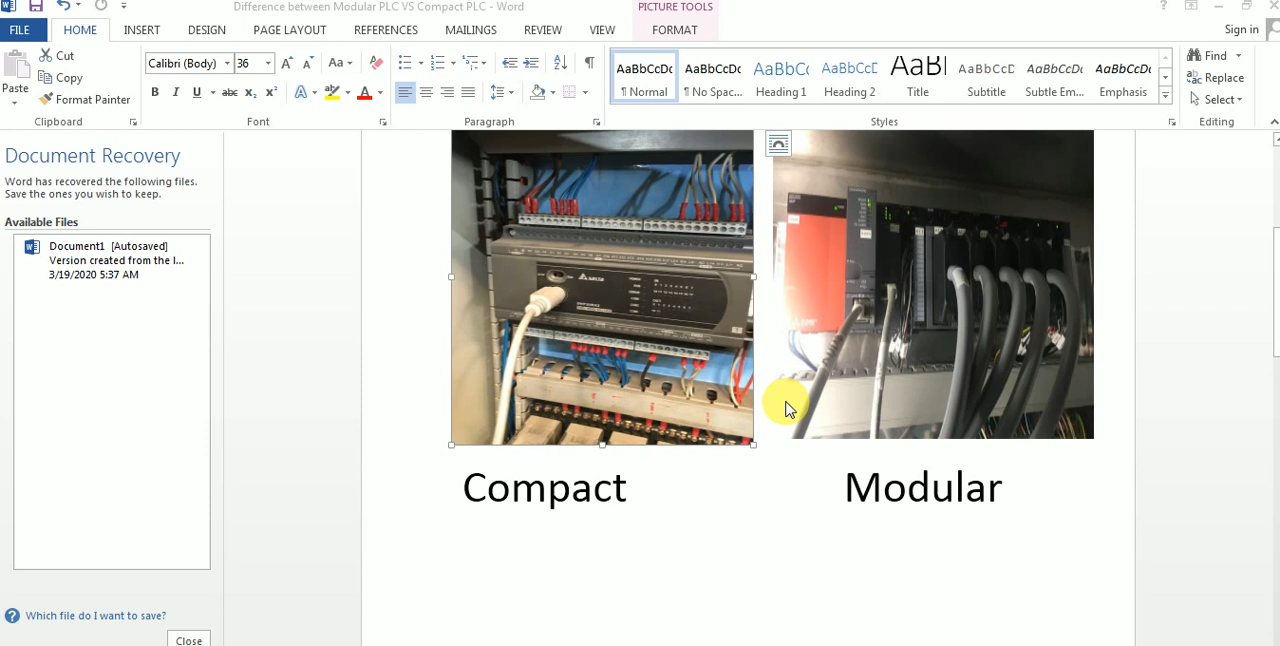 Difference between Modular PLC VS Compact PLC - Word
PICTURE TOOLS
FILE HOME INSERT DESIGN PAGE LAYOUT REFERENCES MAILINGS REVIEW VIEW FORMAT Sign in
Paste
Cut
Copy
Format Painter
Clipboard
Calibri (Body) 36
Font
Paragraph
AaBbCcDc AaBbCcDc AaBbCc AaBbCcD AaB AaBbCcD AaBbCcDc AaBbCcDc
¶ Normal ¶ No Spac... Heading 1 Heading 2 Title Subtitle Subtle Em... Emphasis
Styles
Find
Replace
Select
Editing
Document Recovery
Word has recovered the following files.
Save the ones you wish to keep.
Available Files
Document1 [Autosaved]
Version created from the l...
3/19/2020 5:37 AM
Which file do I want to save?
Close
Compact Modular